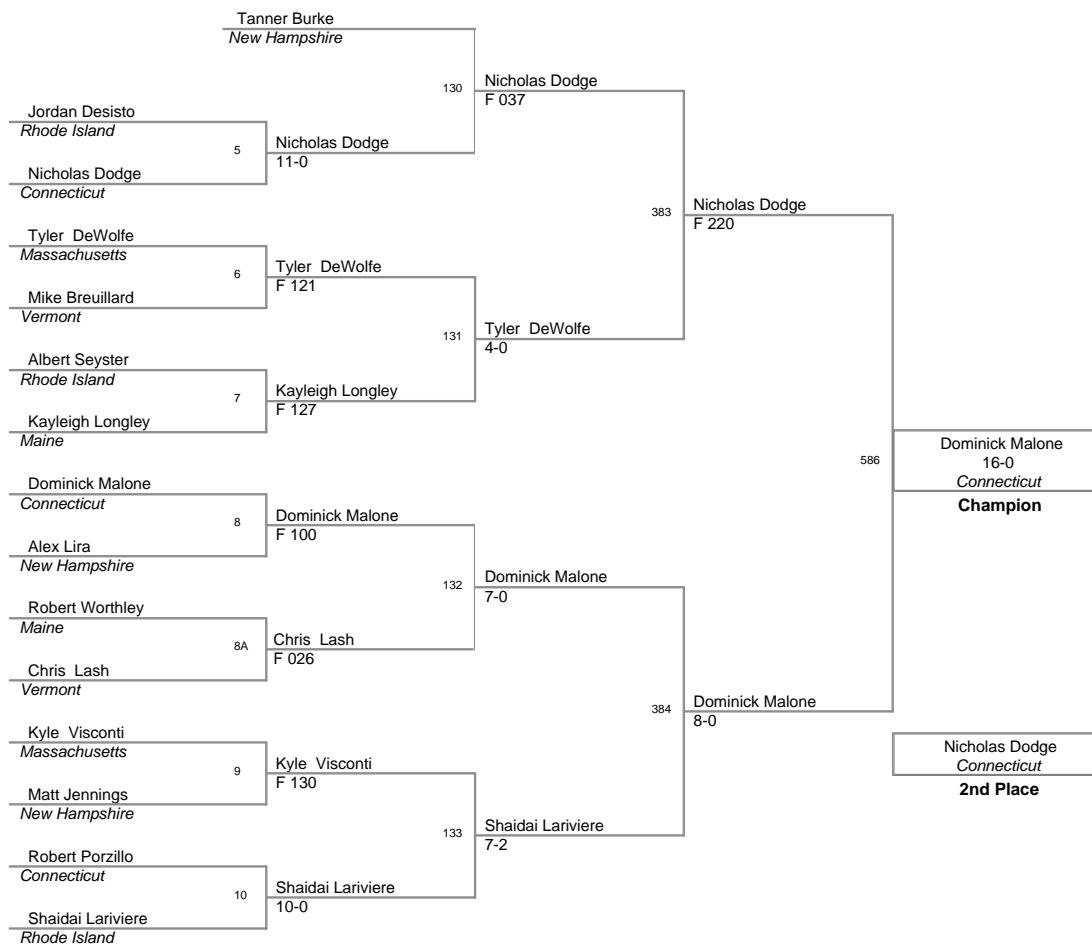 Tanner Burke
New Hampshire
130
Nicholas Dodge
F 037
Jordan Desisto
Rhode Island
5
Nicholas Dodge
11-0
Nicholas Dodge
Connecticut
383
Nicholas Dodge
F 220
Tyler DeWolfe
Massachusetts
6
Tyler DeWolfe
F 121
Mike Breuillard
Vermont
131
Tyler DeWolfe
4-0
Albert Seyster
Rhode Island
7
Kayleigh Longley
F 127
Kayleigh Longley
Maine
586
Dominick Malone
16-0
Connecticut
Champion
Dominick Malone
Connecticut
8
Dominick Malone
F 100
Alex Lira
New Hampshire
132
Dominick Malone
7-0
Robert Worthley
Maine
8A
Chris Lash
F 026
Chris Lash
Vermont
384
Dominick Malone
8-0
Kyle Visconti
Massachusetts
9
Kyle Visconti
F 130
Matt Jennings
New Hampshire
Nicholas Dodge
Connecticut
2nd Place
133
Shaidai Lariviere
7-2
Robert Porzillo
Connecticut
10
Shaidai Lariviere
10-0
Shaidai Lariviere
Rhode Island